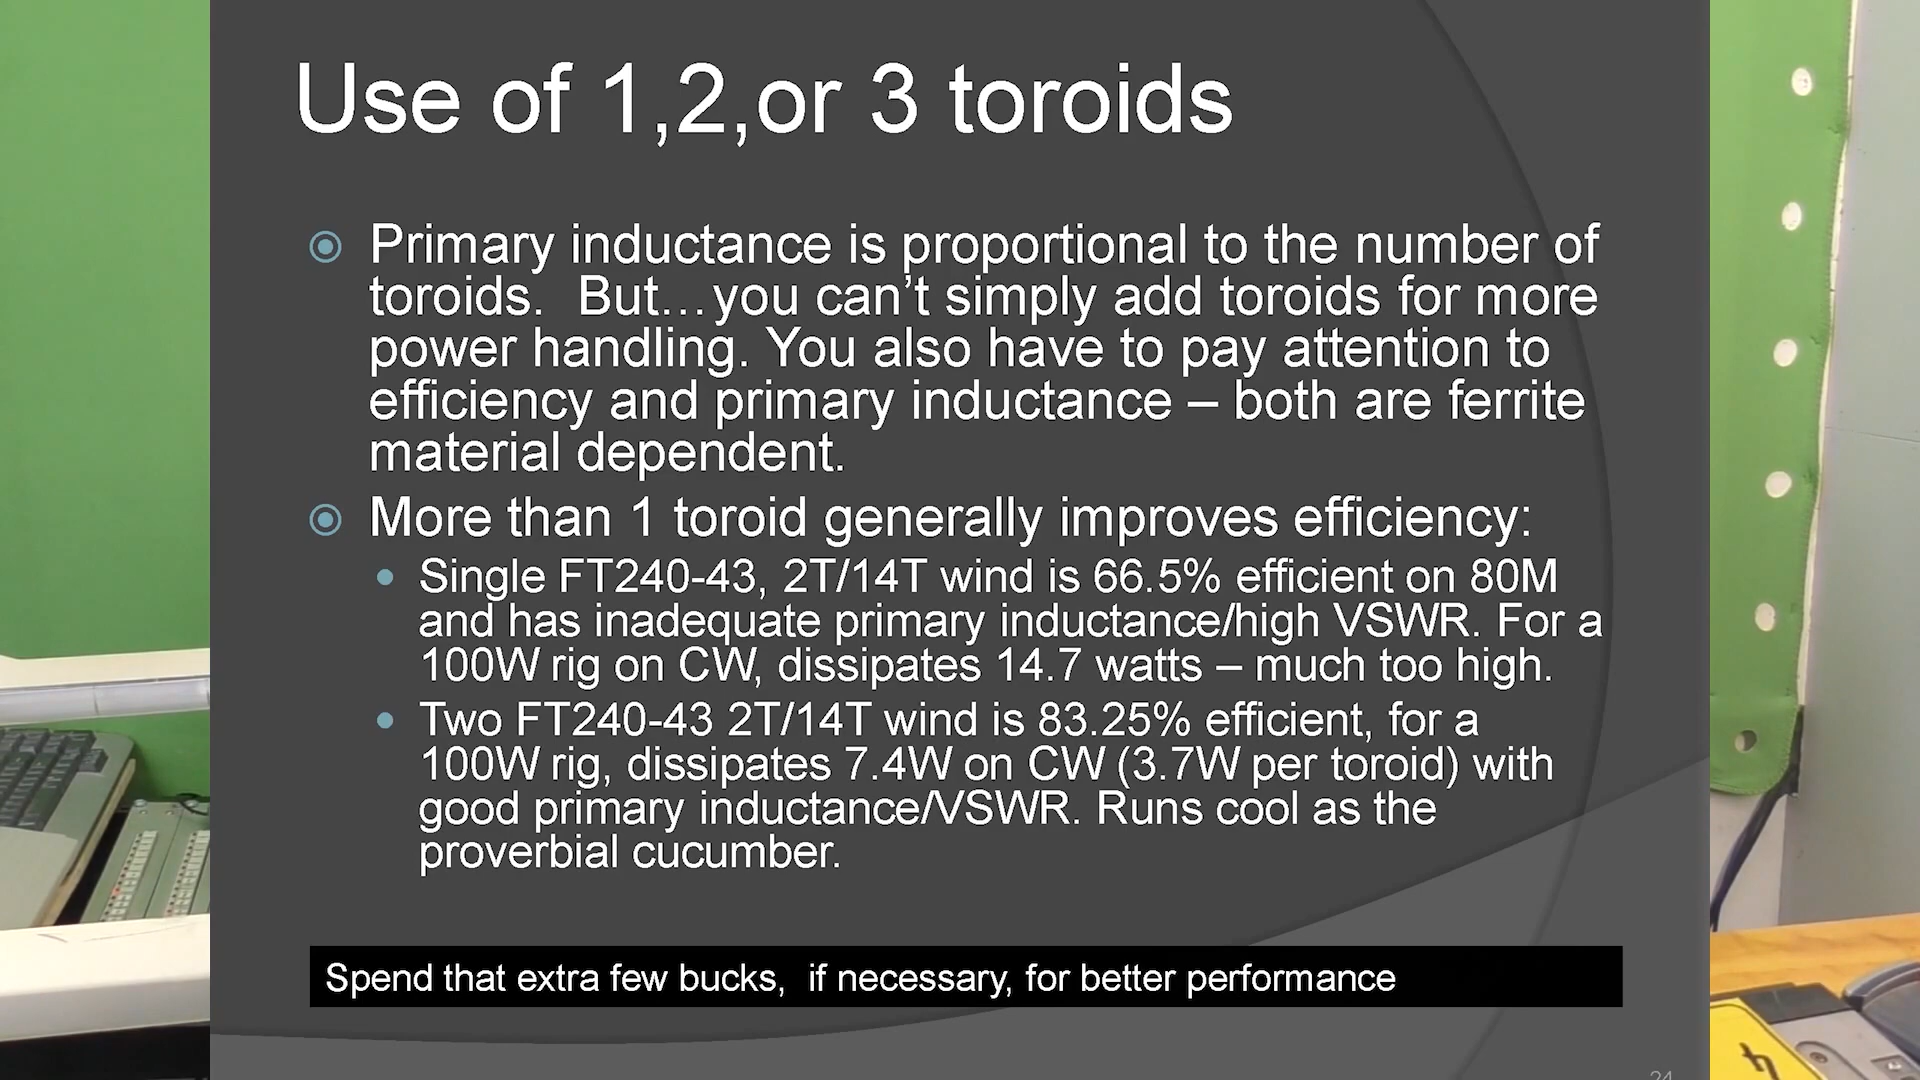 Use of 1,2,or 3 toroids
Primary inductance is proportional to the number of
toroids.  But…you can’t simply add toroids for more
power handling. You also have to pay attention to
efficiency and primary inductance – both are ferrite
material dependent.
More than 1 toroid generally improves efficiency:
Single FT240-43, 2T/14T wind is 66.5% efficient on 80M
and has inadequate primary inductance/high VSWR. For a
100W rig on CW, dissipates 14.7 watts – much too high.
Two FT240-43 2T/14T wind is 83.25% efficient, for a
100W rig, dissipates 7.4W on CW (3.7W per toroid) with
good primary inductance/VSWR. Runs cool as the
proverbial cucumber.
Spend that extra few bucks,  if necessary, for better performance
24